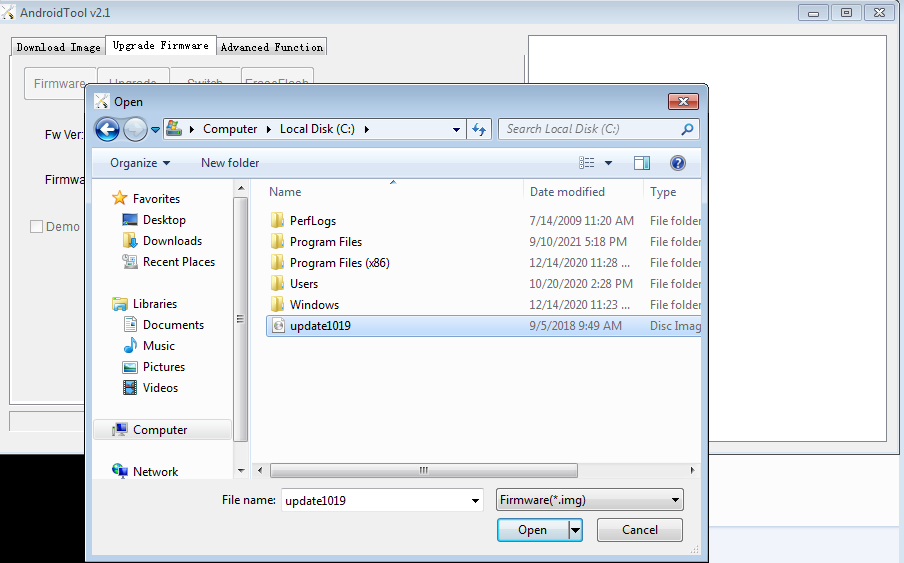 AndroidTool v2.1
Download Image Upgrade Firmware Advanced Function
Firmware Upgrade Switch EraseFlash
Open
Fw Ver:
Computer Local Disk (C:) Search Local Disk (C:)
Organize New folder
Firmwa
Demo
Favorites
Desktop
Downloads
Recent Places
Libraries
Documents
Music
Pictures
Videos
Computer
Network
Name Date modified Type
PerfLogs 7/14/2009 11:20 AM File folder
Program Files 9/10/2021 5:18 PM File folder
Program Files (x86) 12/14/2020 11:28 ... File folder
Users 10/20/2020 2:28 PM File folder
Windows 12/14/2020 11:23 ... File folder
update1019 9/5/2018 9:49 AM Disc Imag
File name: update1019 Firmware(*.img)
Open Cancel